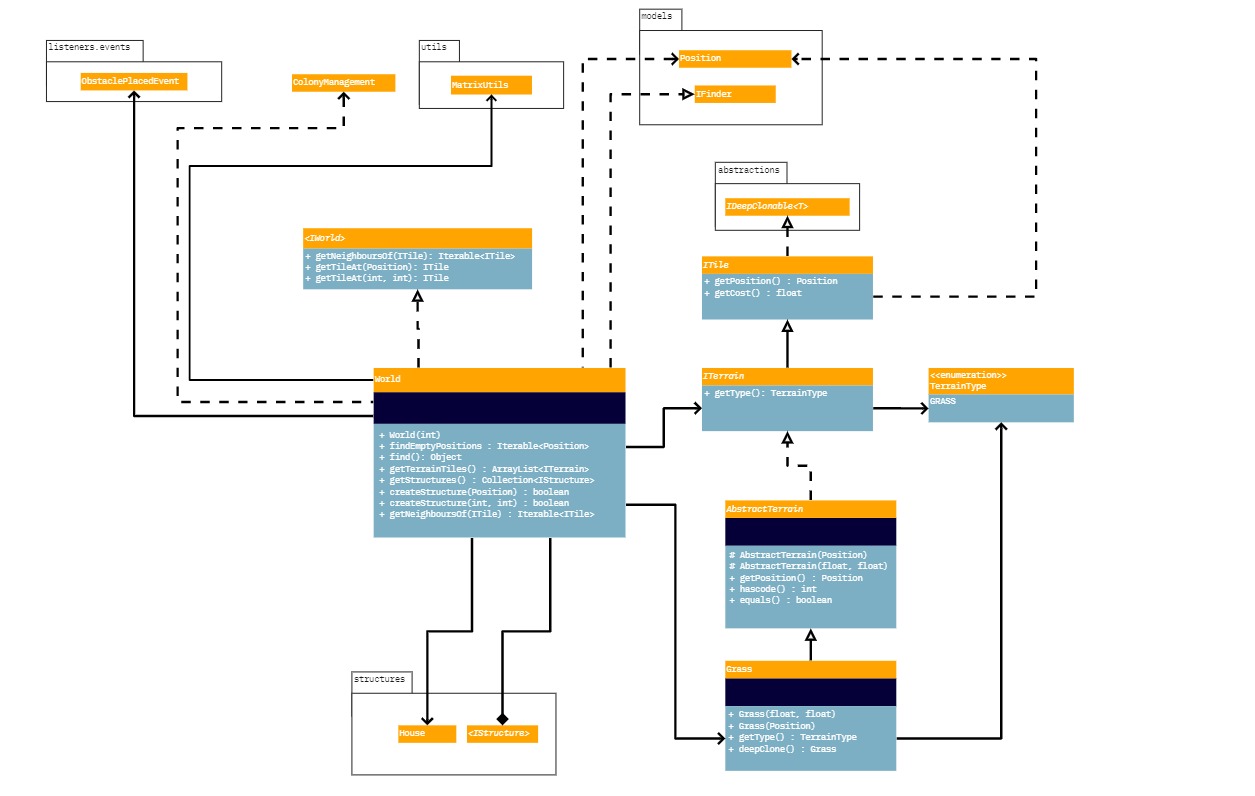 models
listeners.events
utils
Position
ObstaclePlacedEvent
ColonyManagement
MatrixUtils
IFinder
abstractions
IDeepClonable<T>
<IWorld>
+ getNeighboursOf(ITile): Iterable<ITile>
+ getTileAt(Position): ITile
+ getTileAt(int, int): ITile
ITile
+ getPosition() : Position
+ getCost() : float
World
+ World(int)
+ findEmptyPositions : Iterable<Position>
+ find(): Object
+ getTerrainTiles() : ArrayList<ITerrain>
+ getStructures() : Collection<IStructure>
+ createStructure(Position) : boolean
+ createStructure(int, int) : boolean
+ getNeighboursOf(ITile) : Iterable<ITile>
ITerrain
+ getType(): TerrainType
<<enumeration>>
TerrainType
GRASS
AbstractTerrain
# AbstractTerrain(Position)
# AbstractTerrain(float, float)
+ getPosition() : Position
+ hascode() : int
+ equals() : boolean
structures
House
<IStructure>
Grass
+ Grass(float, float)
+ Grass(Position)
+ getType() : TerrainType
+ deepClone() : Grass